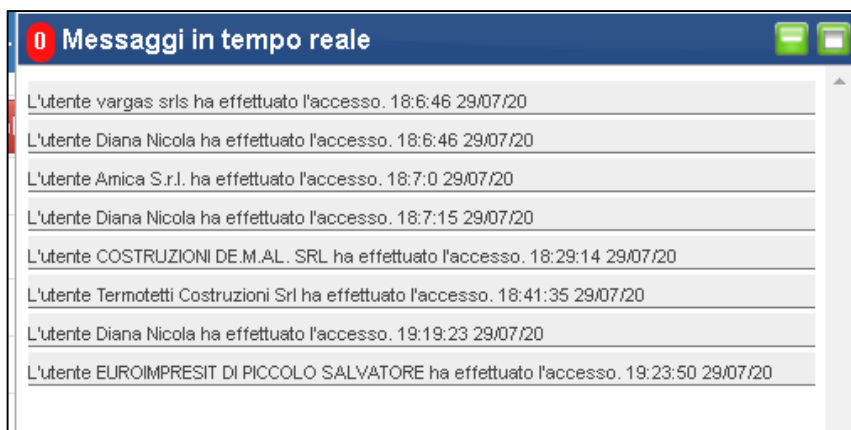 0 Messaggi in tempo reale
L'utente vargas srls ha effettuato l'accesso. 18:6:46 29/07/20
L'utente Diana Nicola ha effettuato l'accesso. 18:6:46 29/07/20
L'utente Amica S.r.l. ha effettuato l'accesso. 18:7:0 29/07/20
L'utente Diana Nicola ha effettuato l'accesso. 18:7:15 29/07/20
L'utente COSTRUZIONI DE.M.AL. SRL ha effettuato l'accesso. 18:29:14 29/07/20
L'utente Termotetti Costruzioni Srl ha effettuato l'accesso. 18:41:35 29/07/20
L'utente Diana Nicola ha effettuato l'accesso. 19:19:23 29/07/20
L'utente EUROIMPRESIT DI PICCOLO SALVATORE ha effettuato l'accesso. 19:23:50 29/07/20